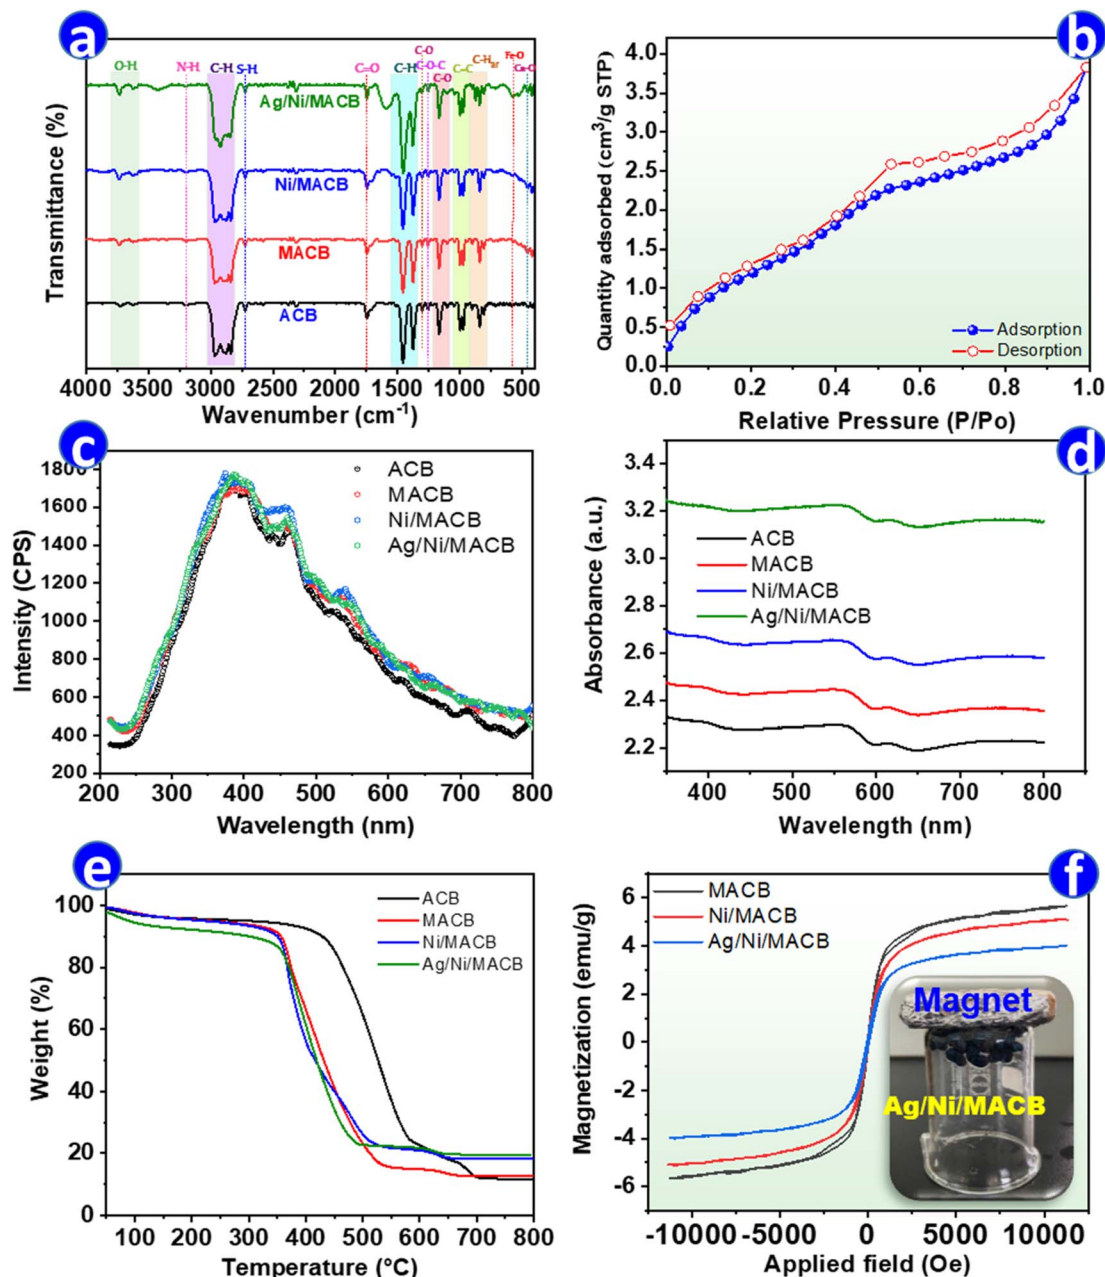 a
O-H
N-H
C-H
S-H
C=O
C-H
C-O
C-O-C
C-O
C-C
C-Har
Fe-O
Ca-O
Ag/Ni/MACB
Ni/MACB
MACB
ACB
Transmittance (%)
4000 3500 3000 2500 2000 1500 1000 500
Wavenumber (cm⁻¹)
b
Quantity adsorbed (cm³/g STP)
4.0
3.5
3.0
2.5
2.0
1.5
1.0
0.5
0.0
Adsorption
Desorption
0.0 0.2 0.4 0.6 0.8 1.0
Relative Pressure (P/Po)
c
Intensity (CPS)
1800
1600
1400
1200
1000
800
600
400
200
ACB
MACB
Ni/MACB
Ag/Ni/MACB
200 300 400 500 600 700 800
Wavelength (nm)
d
Absorbance (a.u.)
3.4
3.2
3.0
2.8
2.6
2.4
2.2
ACB
MACB
Ni/MACB
Ag/Ni/MACB
400 500 600 700 800
Wavelength (nm)
e
Weight (%)
100
80
60
40
20
0
ACB
MACB
Ni/MACB
Ag/Ni/MACB
100 200 300 400 500 600 700 800
Temperature (°C)
f
Magnetization (emu/g)
6
4
2
0
-2
-4
-6
MACB
Ni/MACB
Ag/Ni/MACB
Magnet
Ag/Ni/MACB
-10000 -5000 0 5000 10000
Applied field (Oe)